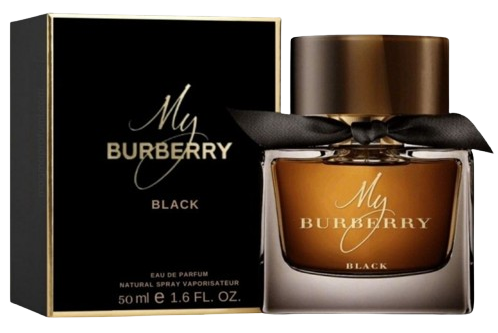 My
BURBERRY
BLACK
EAU DE PARFUM
NATURAL SPRAY VAPORISATEUR
50 ml e 1.6 FL. OZ.
My
BURBERRY
BLACK